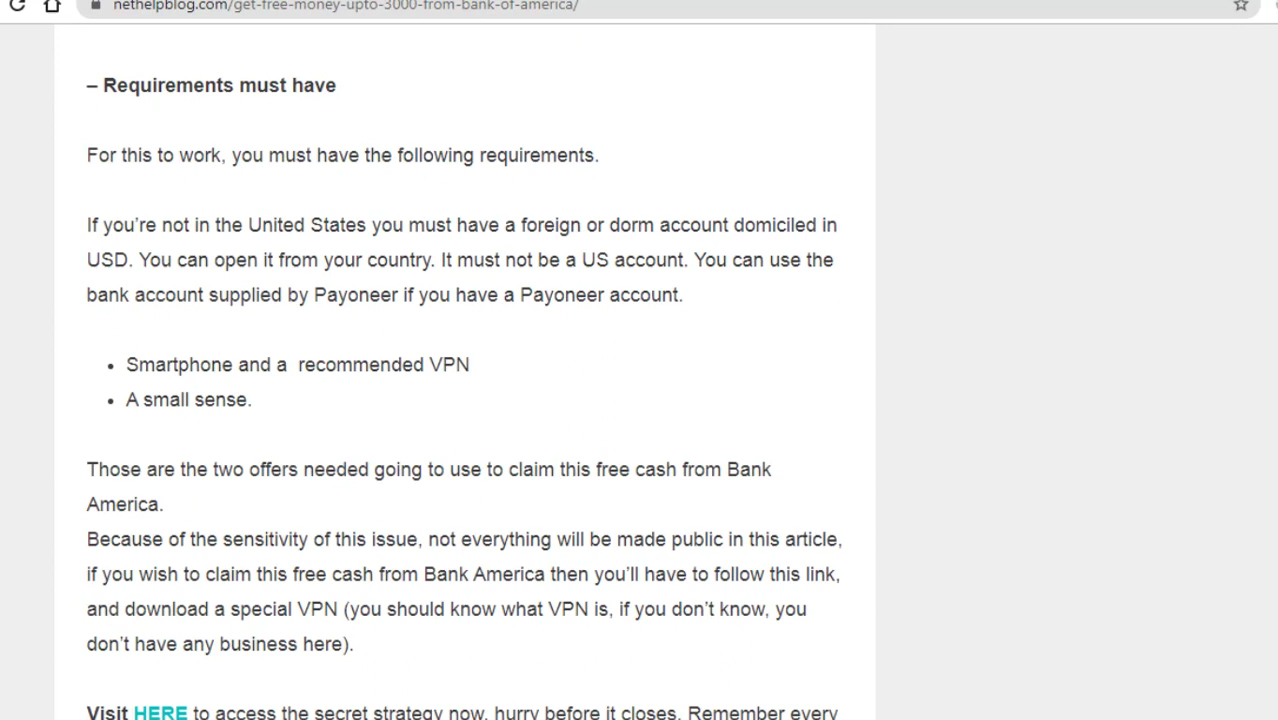 nethelpblog.com/get-free-money-upto-3000-from-bank-of-america/
– Requirements must have
For this to work, you must have the following requirements.
If you’re not in the United States you must have a foreign or dorm account domiciled in
USD. You can open it from your country. It must not be a US account. You can use the
bank account supplied by Payoneer if you have a Payoneer account.
• Smartphone and a  recommended VPN
• A small sense.
Those are the two offers needed going to use to claim this free cash from Bank
America.
Because of the sensitivity of this issue, not everything will be made public in this article,
if you wish to claim this free cash from Bank America then you’ll have to follow this link,
and download a special VPN (you should know what VPN is, if you don’t know, you
don’t have any business here).
Visit HERE to access the secret strategy now, hurry before it closes. Remember every